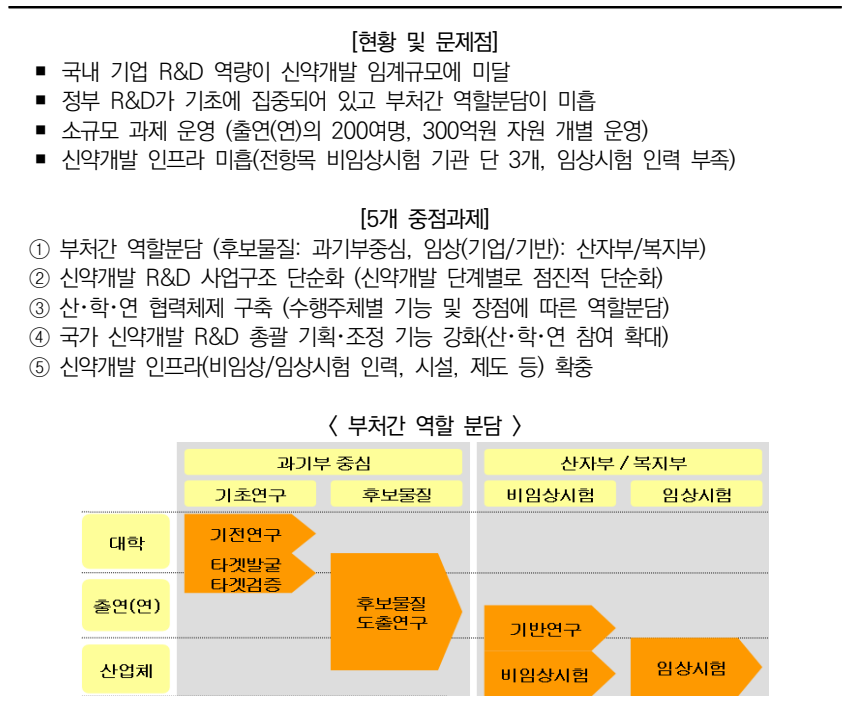 [현황 및 문제점]
▪ 국내 기업 R&D 역량이 신약개발 임계규모에 미달
▪ 정부 R&D가 기초에 집중되어 있고 부처간 역할분담이 미흡
▪ 소규모 과제 운영 (출연(연)의 200여명, 300억원 자원 개별 운영)
▪ 신약개발 인프라 미흡(전항목 비임상시험 기관 단 3개, 임상시험 인력 부족)
[5개 중점과제]
① 부처간 역할분담 (후보물질: 과기부중심, 임상(기업/기반): 산자부/복지부)
② 신약개발 R&D 사업구조 단순화 (신약개발 단계별로 점진적 단순화)
③ 산·학·연 협력체제 구축 (수행주체별 기능 및 장점에 따른 역할분담)
④ 국가 신약개발 R&D 총괄 기획·조정 기능 강화(산·학·연 참여 확대)
⑤ 신약개발 인프라(비임상/임상시험 인력, 시설, 제도 등) 확충
〈 부처간 역할 분담 〉
과기부 중심 산자부 / 복지부
기초연구 후보물질 비임상시험 임상시험
대학 기전연구
타겟발굴
타겟검증
출연(연) 후보물질
도출연구
기반연구
산업체 비임상시험 임상시험